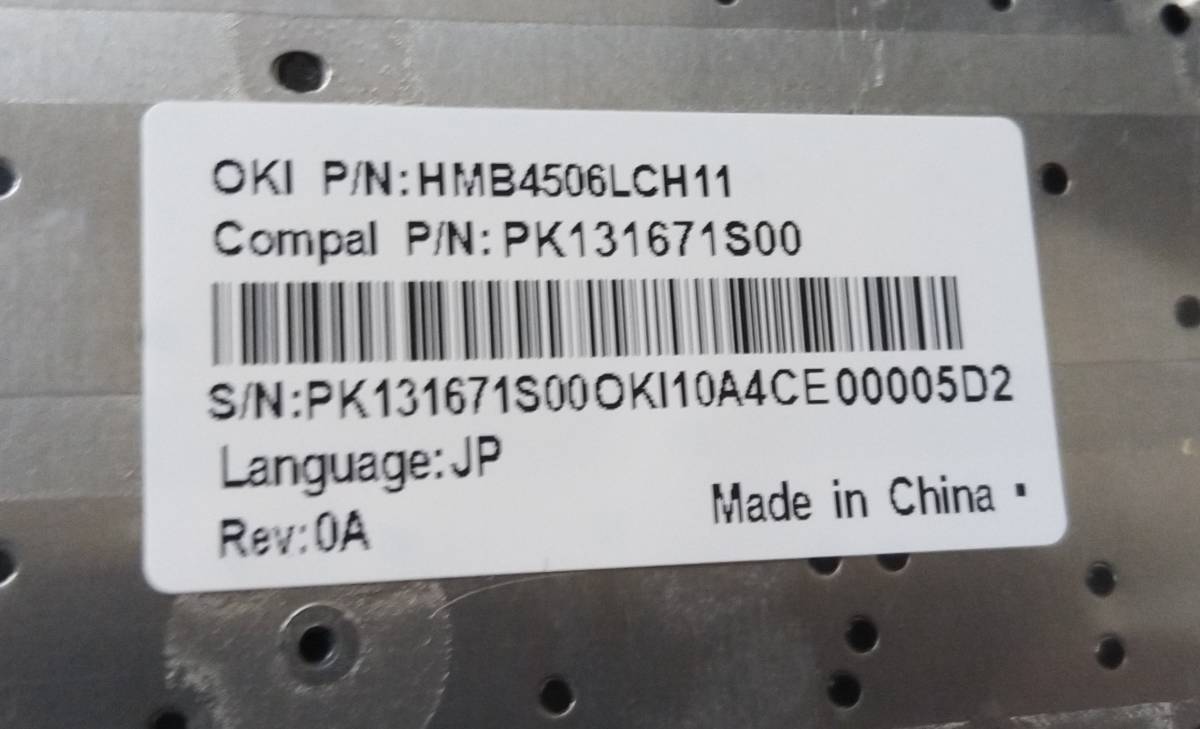 OKI P/N:HMB4506LCH11
Compal P/N:PK131671S00
S/N:PK131671S00OKI10A4CE00005D2
Language:JP
Rev:0A
Made in China